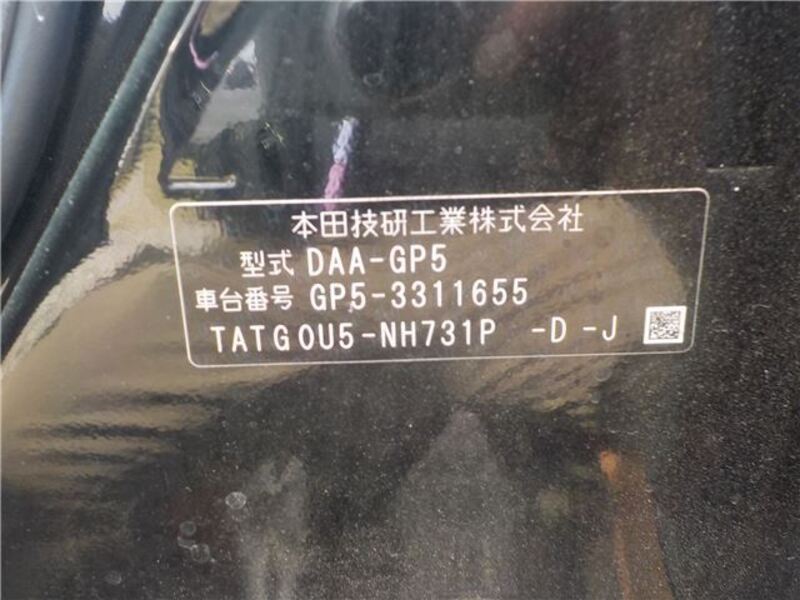 本田技研工業株式会社
型式 DAA-GP5
車台番号 GP5-3311655
TATG0U5-NH731P -D -J